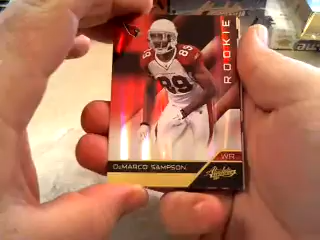 ROOKIE
89
WR
DeMARCO SAMPSON
Absolute